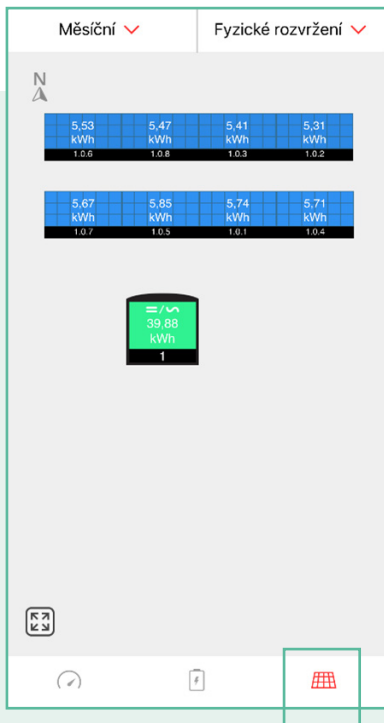 Měsíční Fyzické rozvržení
N
5,53 5,47 5,41 5,31
kWh kWh kWh kWh
1.0.6 1.0.8 1.0.3 1.0.2
5,67 5,85 5,74 5,71
kWh kWh kWh kWh
1.0.7 1.0.5 1.0.1 1.0.4
39,88
kWh
1